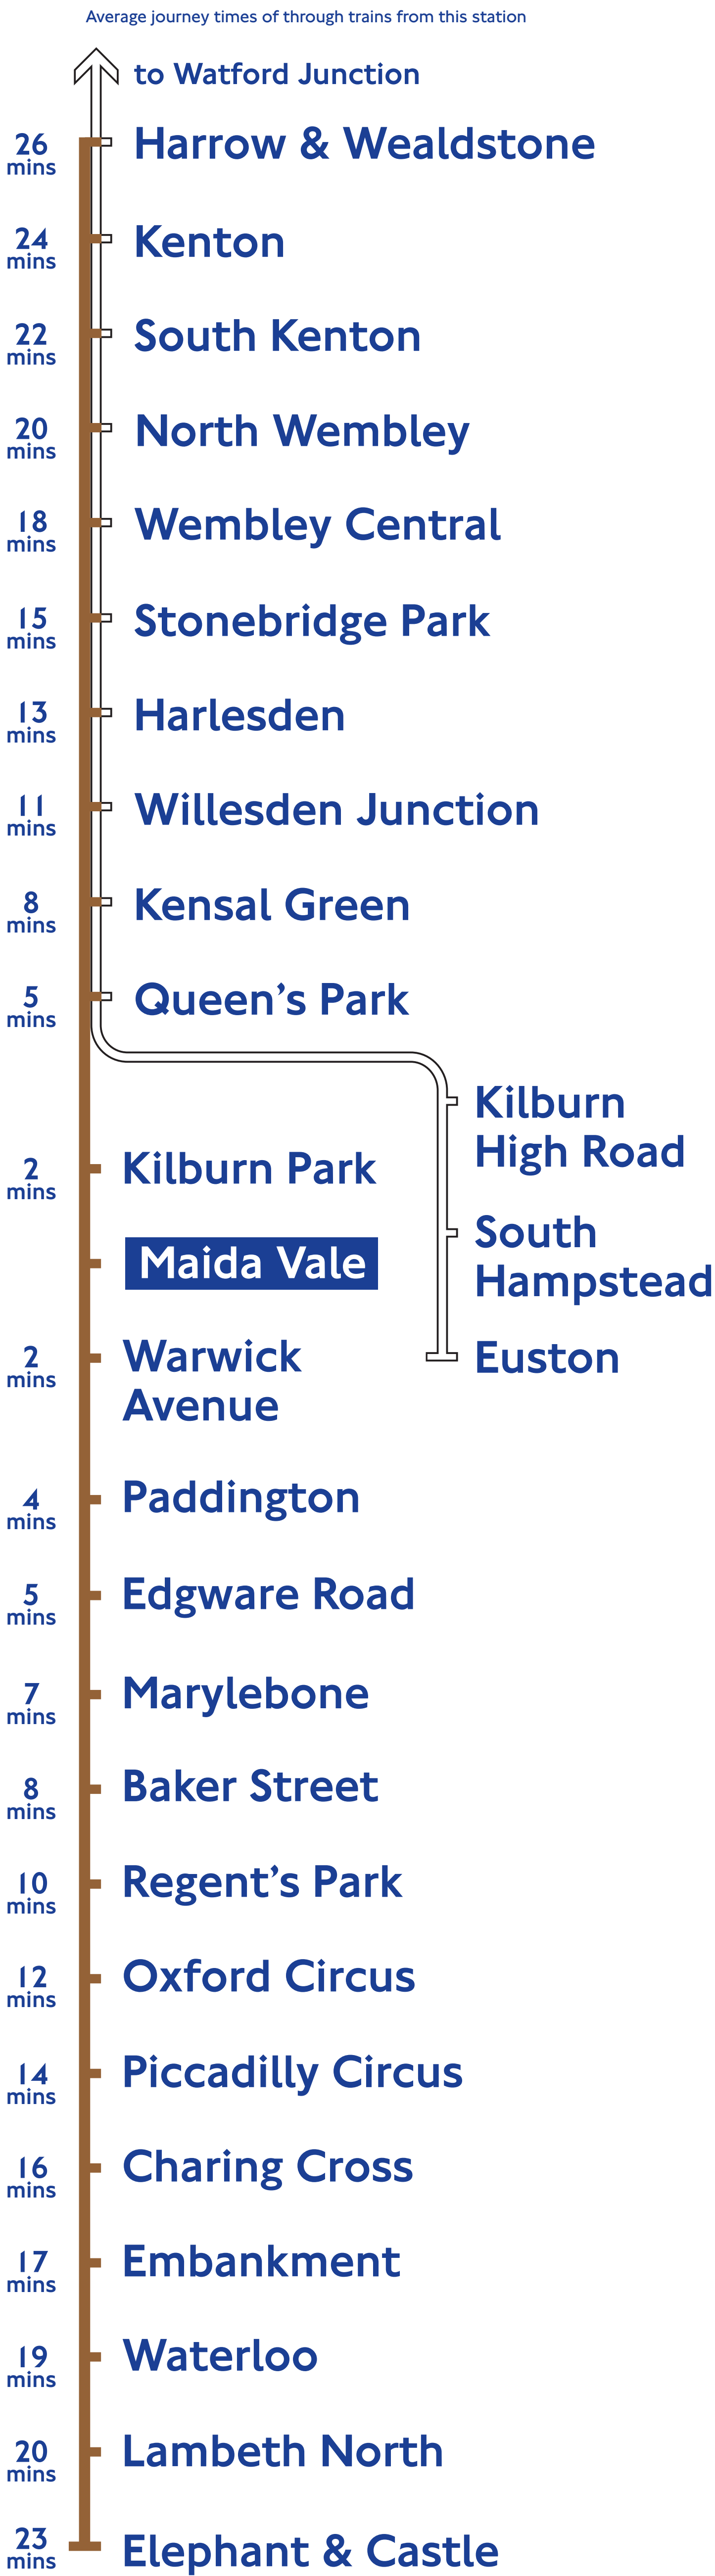 Average journey times of through trains from this station
to Watford Junction
26
mins
Harrow & Wealdstone
24
mins
Kenton
22
mins
South Kenton
20
mins
North Wembley
18
mins
Wembley Central
15
mins
Stonebridge Park
13
mins
Harlesden
11
mins
Willesden Junction
8
mins
Kensal Green
5
mins
Queen’s Park
Kilburn
High Road
2
mins
Kilburn Park
South
Hampstead
Maida Vale
2
mins
Warwick
Avenue
Euston
4
mins
Paddington
5
mins
Edgware Road
7
mins
Marylebone
8
mins
Baker Street
10
mins
Regent’s Park
12
mins
Oxford Circus
14
mins
Piccadilly Circus
16
mins
Charing Cross
17
mins
Embankment
19
mins
Waterloo
20
mins
Lambeth North
23
mins
Elephant & Castle